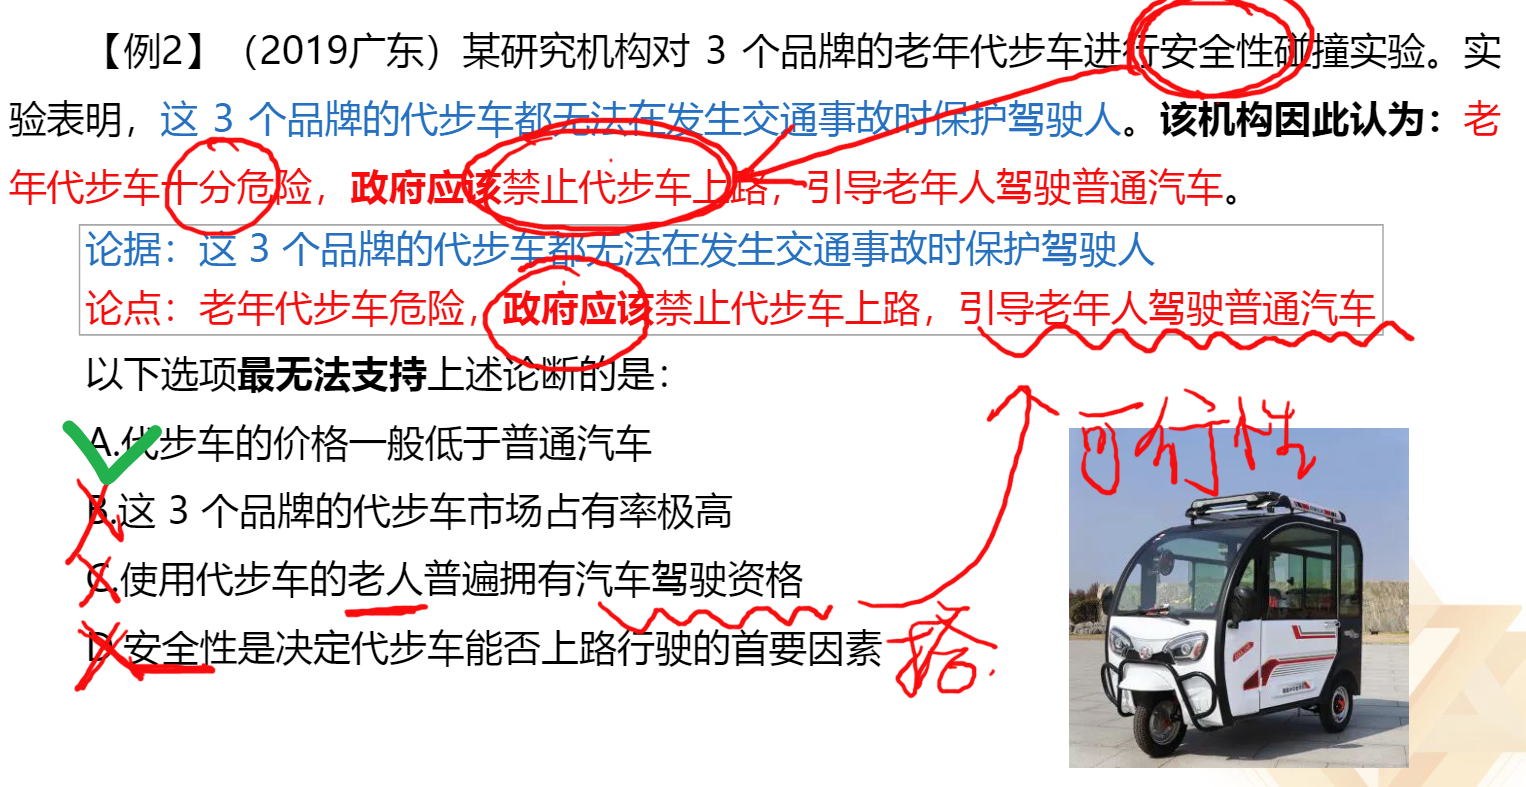 【例2】（2019广东）某研究机构对 3 个品牌的老年代步车进行安全性碰撞实验。实
验表明，这 3 个品牌的代步车都无法在发生交通事故时保护驾驶人。该机构因此认为：老
年代步车十分危险，政府应该禁止代步车上路，引导老年人驾驶普通汽车。
论据：这 3 个品牌的代步车都无法在发生交通事故时保护驾驶人
论点：老年代步车危险，政府应该禁止代步车上路，引导老年人驾驶普通汽车
以下选项最无法支持上述论断的是：
A.代步车的价格一般低于普通汽车
可行性
B.这 3 个品牌的代步车市场占有率极高
C.使用代步车的老人普遍拥有汽车驾驶资格
D.安全性是决定代步车能否上路行驶的首要因素
搭